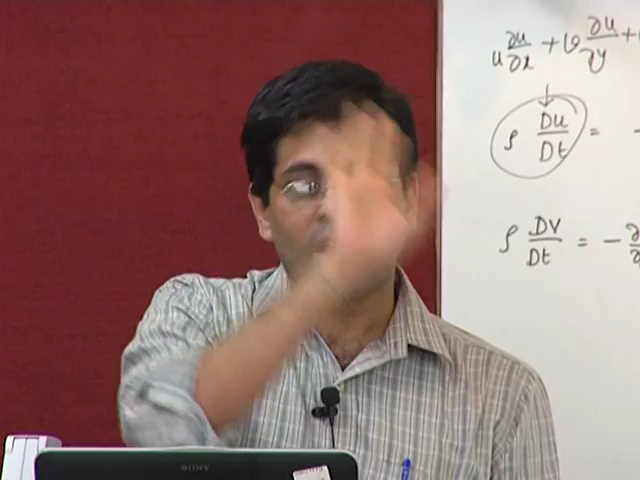 u ∂u/∂x + v ∂u/∂y +
ρ Du/Dt = -
ρ DV/Dt = - ∂/∂
SONY